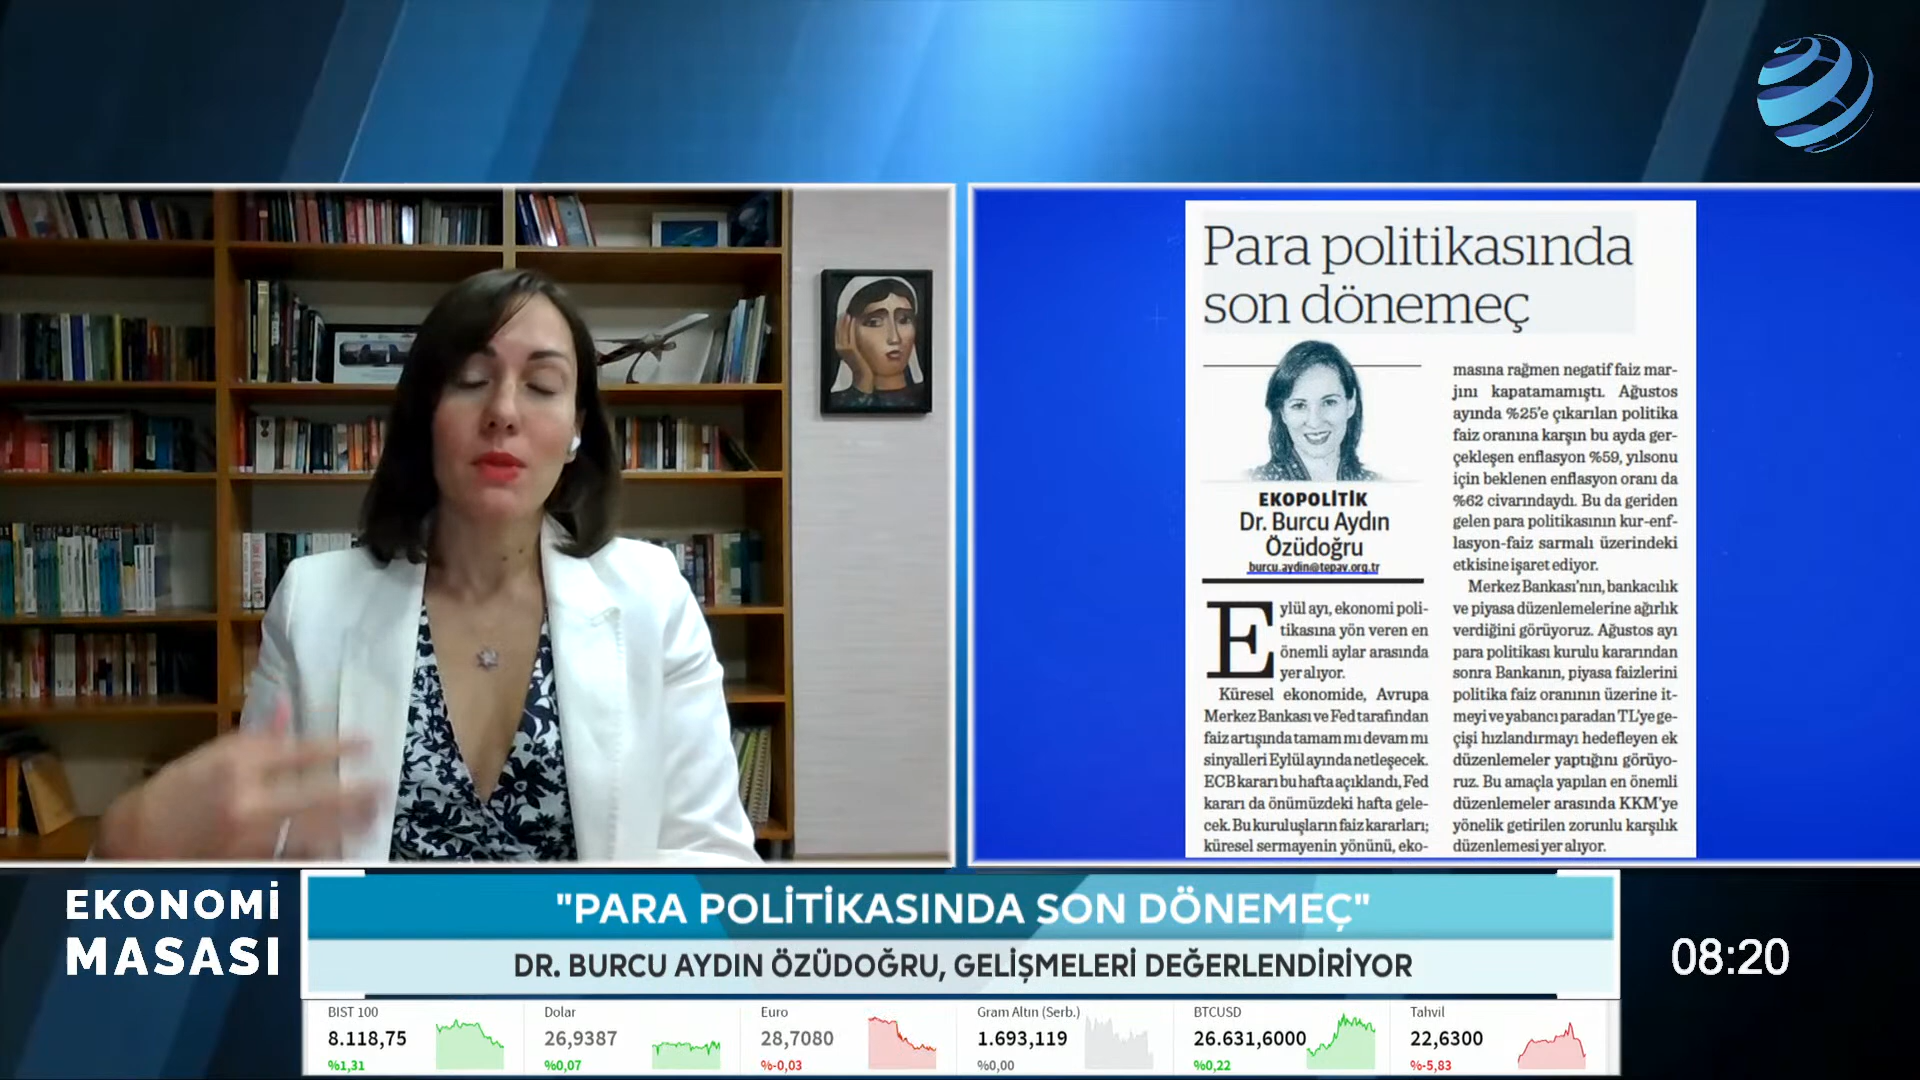 Para politikasında
son dönemeç
EKOPOLİTİK
Dr. Burcu Aydın
Özüdoğru
burcu.aydin@tepav.org.tr
Eylül ayı, ekonomi poli-
tikasına yön veren en
önemli aylar arasında
yer alıyor.
Küresel ekonomide, Avrupa
Merkez Bankası ve Fed tarafından
faiz artışında tamam mı devam mı
sinyalleri Eylül ayında netleşecek.
ECB kararı bu hafta açıklandı, Fed
kararı da önümüzdeki hafta gele-
cek. Bu kuruluşların faiz kararları;
küresel sermayenin yönünü, eko-
masına rağmen negatif faiz mar-
jını kapatamamıştı. Ağustos
ayında %25'e çıkarılan politika
faiz oranına karşın bu ayda ger-
çekleşen enflasyon %59, yılsonu
için beklenen enflasyon oranı da
%62 civarındaydı. Bu da geriden
gelen para politikasının kur-enf-
lasyon-faiz sarmalı üzerindeki
etkisine işaret ediyor.
Merkez Bankası'nın, bankacılık
ve piyasa düzenlemelerine ağırlık
verdiğini görüyoruz. Ağustos ayı
para politikası kurulu kararından
sonra Bankanın, piyasa faizlerini
politika faiz oranının üzerine it-
meyi ve yabancı paradan TL'ye ge-
çişi hızlandırmayı hedefleyen ek
düzenlemeler yaptığını görüyo-
ruz. Bu amaçla yapılan en önemli
düzenlemeler arasında KKM'ye
yönelik getirilen zorunlu karşılık
düzenlemesi yer alıyor.
EKONOMİ
MASASI
"PARA POLİTİKASINDA SON DÖNEMEÇ"
DR. BURCU AYDIN ÖZÜDOĞRU, GELİŞMELERİ DEĞERLENDİRİYOR
08:20
BIST 100
8.118,75
%1,31
Dolar
26,9387
%0,07
Euro
28,7080
%-0,03
Gram Altın (Serb.)
1.693,119
%0,00
BTCUSD
26.631,6000
%0,22
Tahvil
22,6300
%-5,83